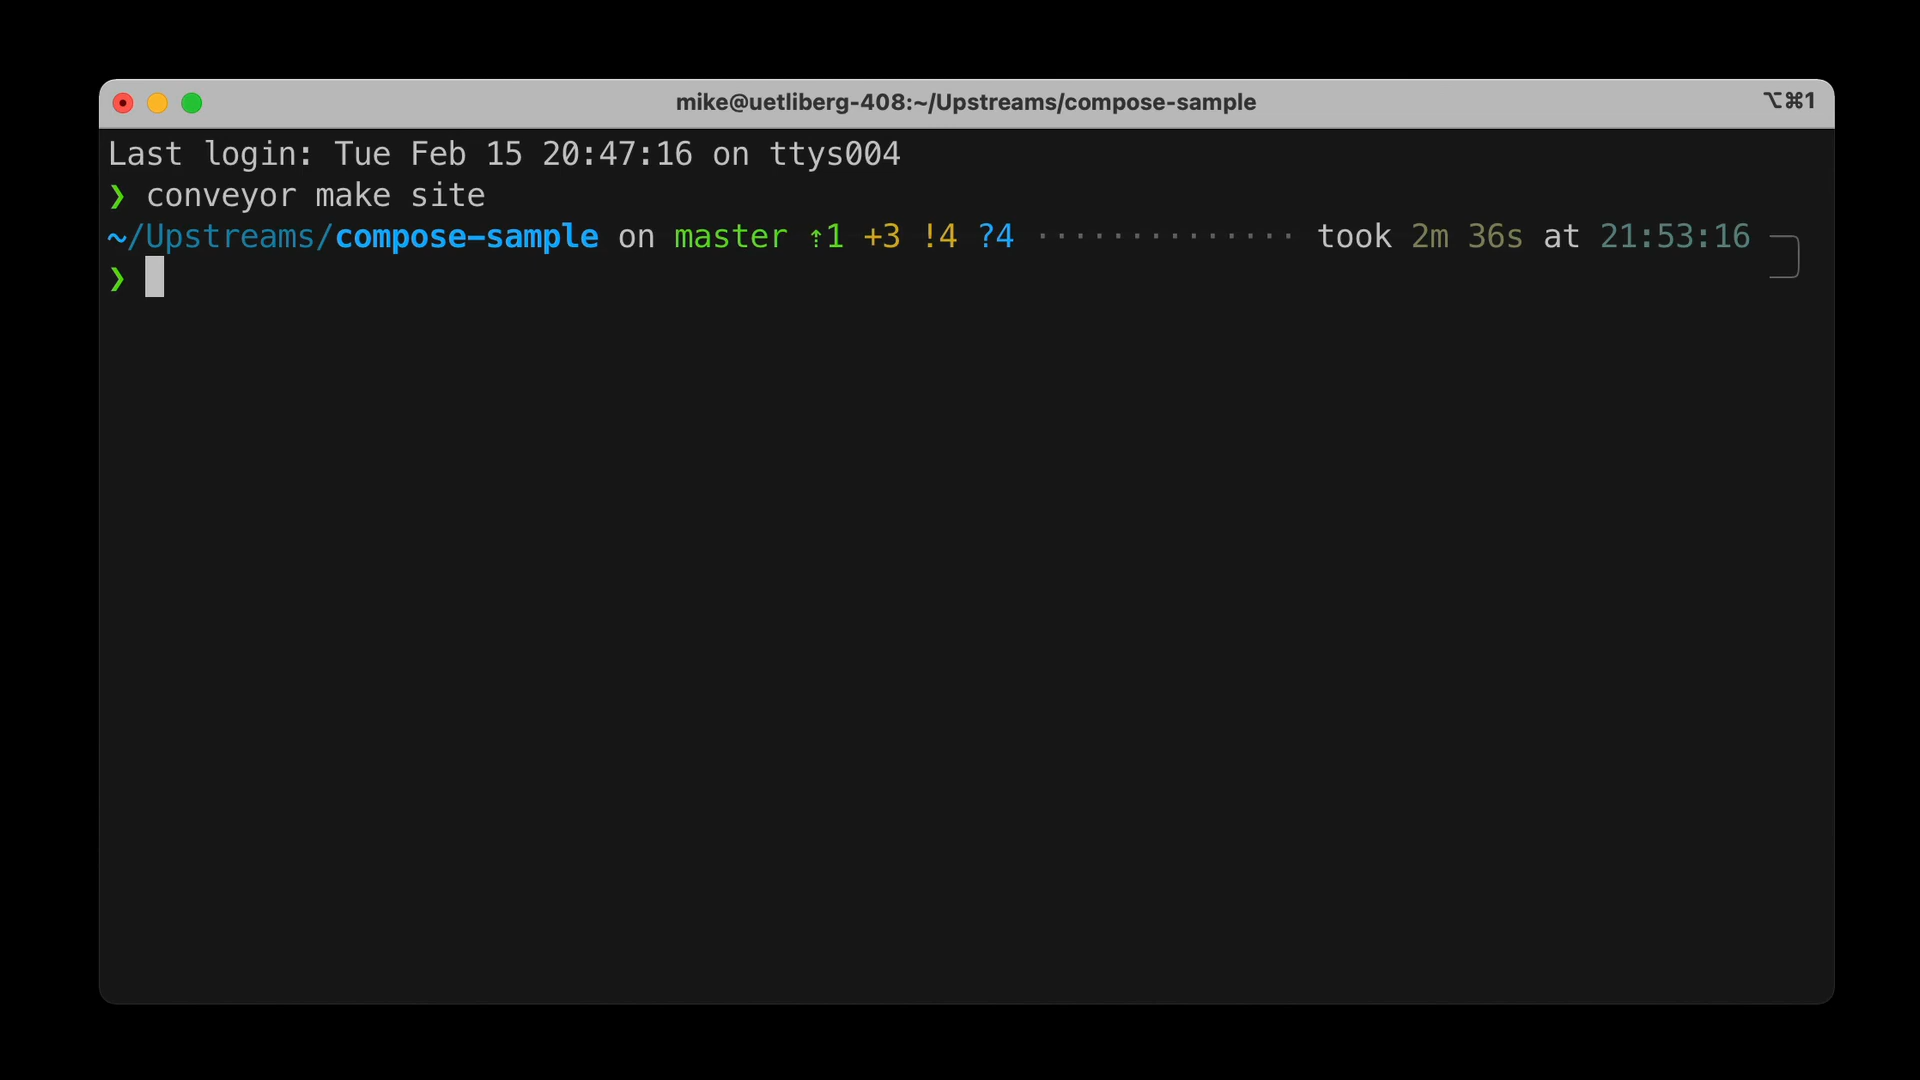 mike@uetliberg-408:~/Upstreams/compose-sample ⌥⌘1
Last login: Tue Feb 15 20:47:16 on ttys004
❯ conveyor make site
~/Upstreams/compose-sample on master ⇡1 +3 !4 ?4 ·············· took 2m 36s at 21:53:16
❯